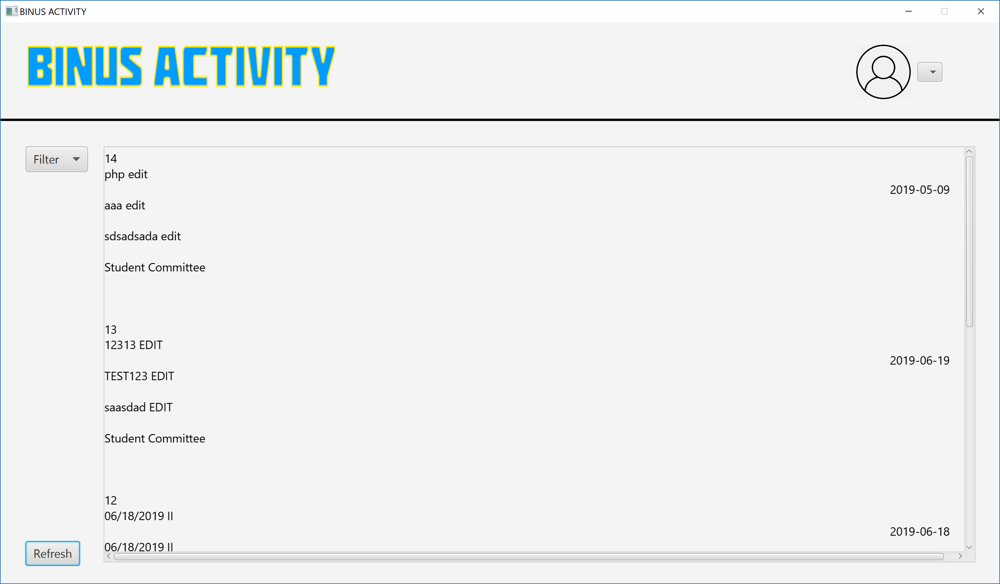 BINUS ACTIVITY
BINUS ACTIVITY
Filter
14
php edit
2019-05-09
aaa edit
sdsadsada edit
Student Committee
13
12313 EDIT
2019-06-19
TEST123 EDIT
saasdad EDIT
Student Committee
12
06/18/2019 II
2019-06-18
06/18/2019 II
Refresh